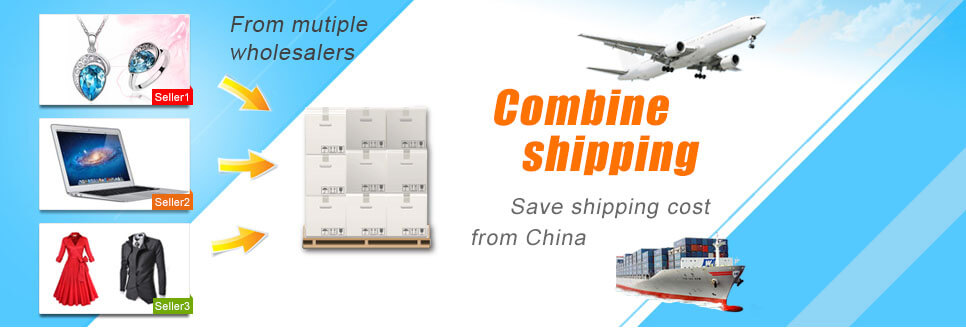 From mutiple
wholesalers
Seller1
Seller2
Seller3
Combine
shipping
Save shipping cost
from China